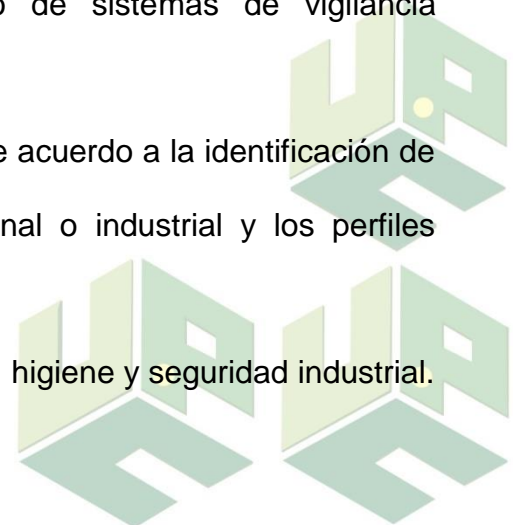 de sistemas de vigilancia
acuerdo a la identificación de
nal o industrial y los perfiles
higiene y seguridad industrial.